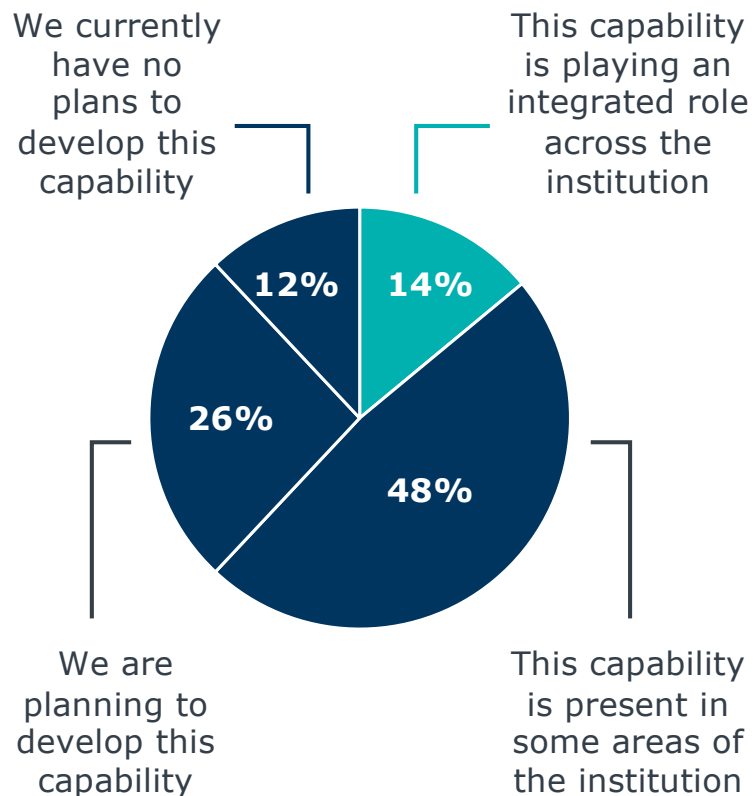 We currently
have no
plans to
develop this
capability
This capability
is playing an
integrated role
across the
institution
12%
14%
26%
48%
We are
planning to
develop this
capability
This capability
is present in
some areas of
the institution